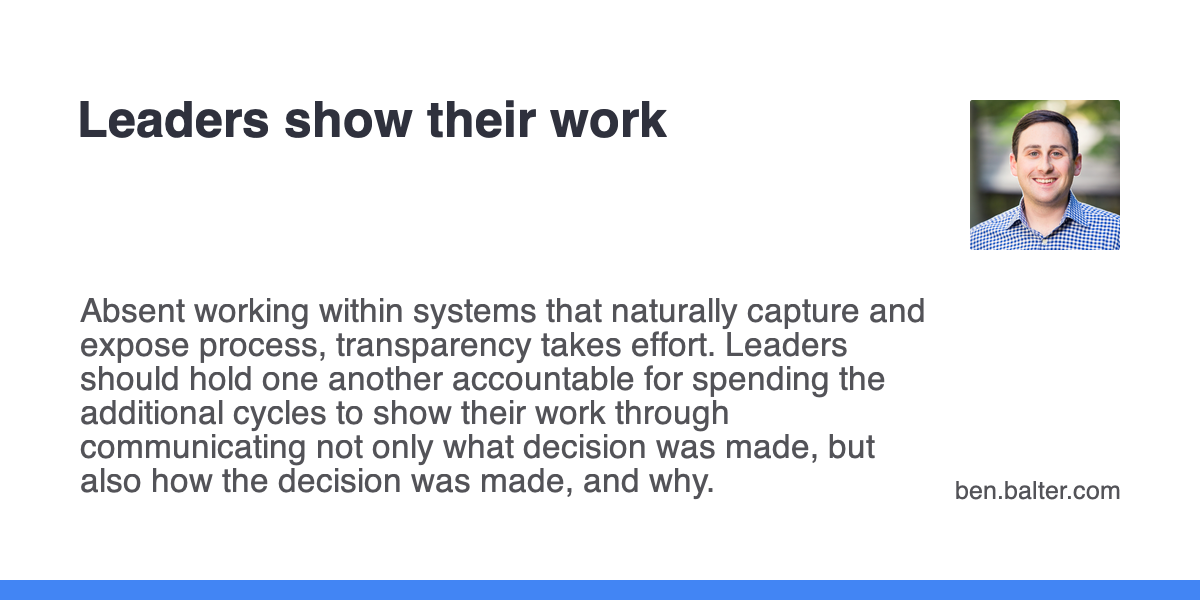 Leaders show their work
Absent working within systems that naturally capture and
expose process, transparency takes effort. Leaders
should hold one another accountable for spending the
additional cycles to show their work through
communicating not only what decision was made, but
also how the decision was made, and why.
ben.balter.com